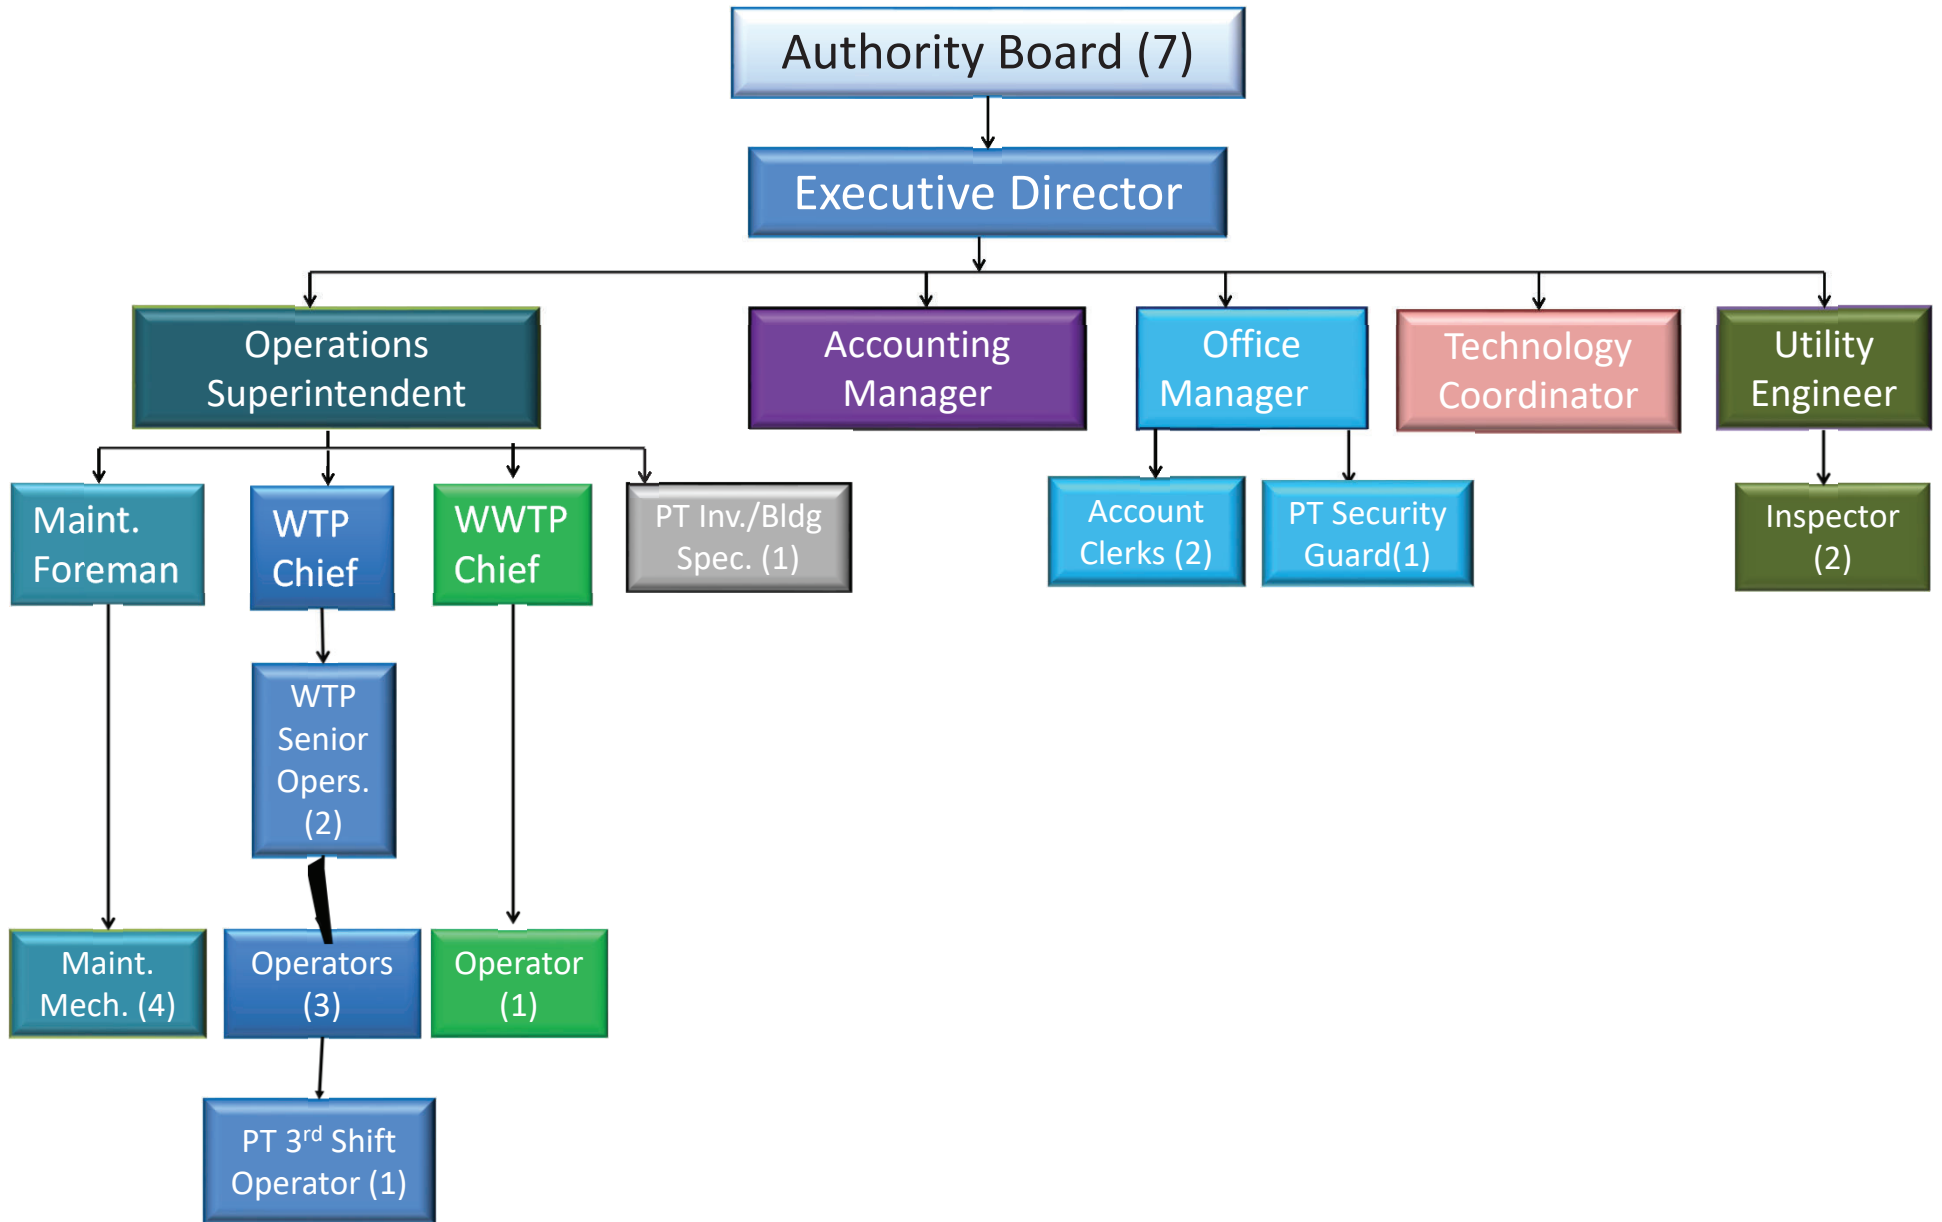 Authority Board (7)
Executive Director
Operations
Superintendent
Accounting
Manager
Office
Manager
Technology
Coordinator
Utility
Engineer
Maint.
Foreman
WTP
Chief
WWTP
Chief
PT Inv./Bldg
Spec. (1)
Account
Clerks (2)
PT Security
Guard(1)
Inspector
(2)
WTP
Senior
Opers.
(2)
Maint.
Mech. (4)
Operators
(3)
Operator
(1)
PT 3rd Shift
Operator (1)